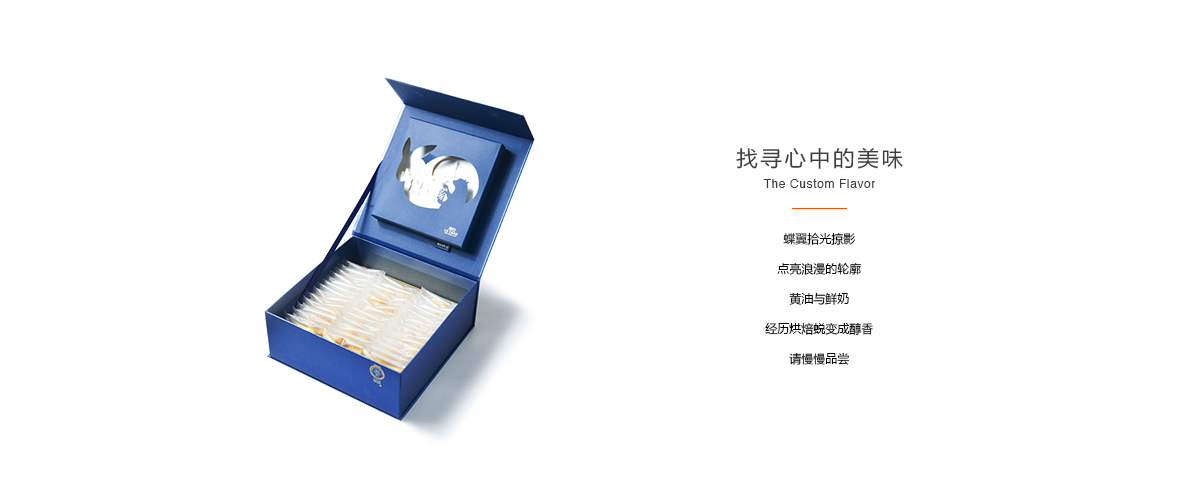 找寻心中的美味
The Custom Flavor
蝶翼拾光掠影
点亮浪漫的轮廓
黄油与鲜奶
经历烘焙蜕变成醇香
请慢慢品尝